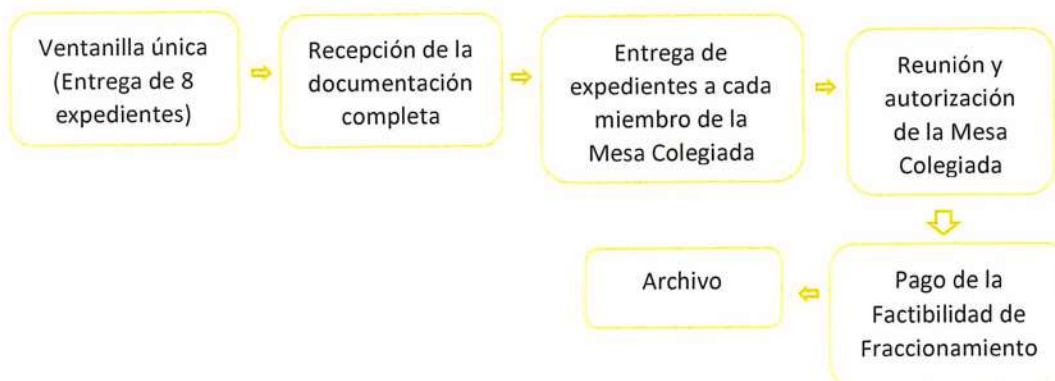 Ventanilla única
(Entrega de 8
expedientes)
Recepción de la
documentación
completa
Entrega de
expedientes a cada
miembro de la
Mesa Colegiada
Reunión y
autorización
de la Mesa
Colegiada
Pago de la
Factibilidad de
Fraccionamiento
Archivo